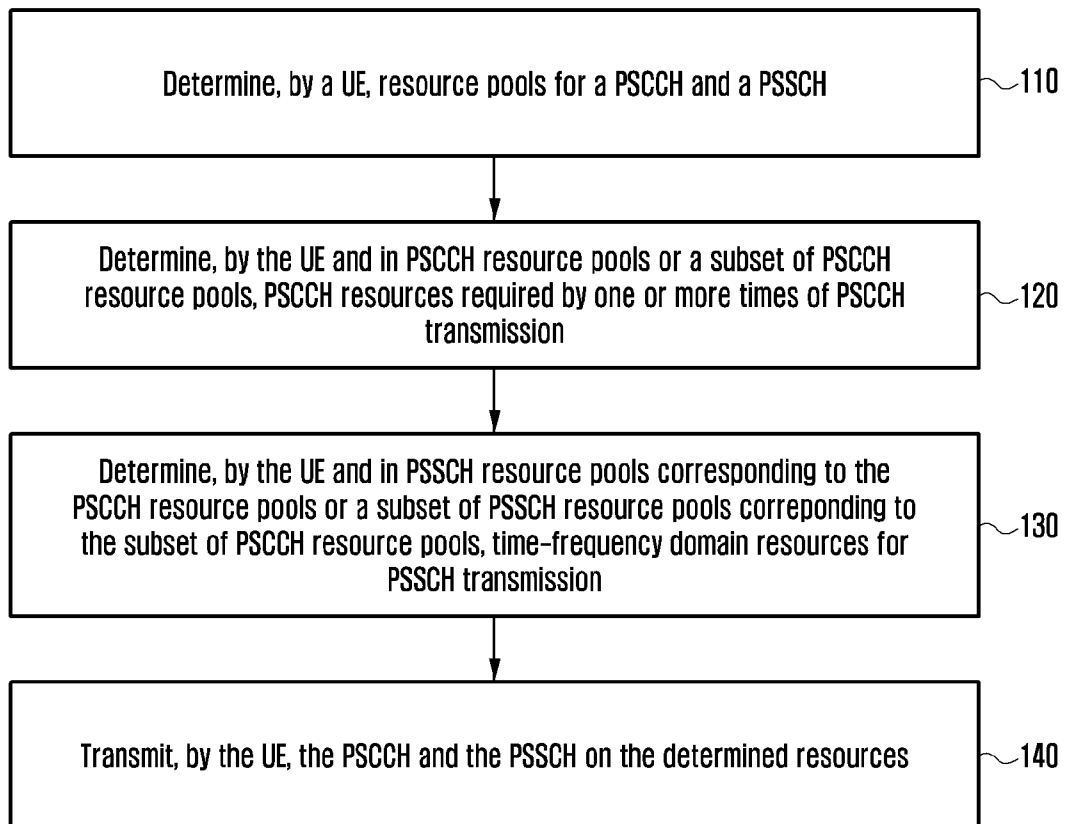 Determine, by a UE, resource pools for a PSCCH and a PSSCH
110
Determine, by the UE and in PSCCH resource pools or a subset of PSCCH
resource pools, PSCCH resources required by one or more times of PSCCH
transmission
120
Determine, by the UE and in PSSCH resource pools corresponding to the
PSCCH resource pools or a subset of PSSCH resource pools correponding to
the subset of PSCCH resource pools, time-frequency domain resources for
PSSCH transmission
130
Transmit, by the UE, the PSCCH and the PSSCH on the determined resources
140